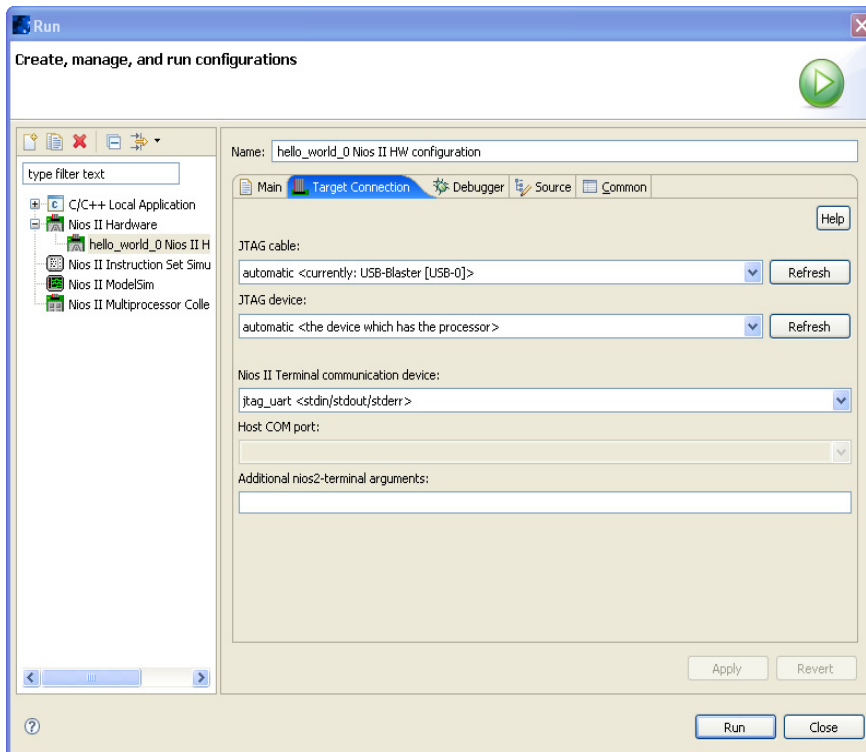 Run
Create, manage, and run configurations
type filter text
C/C++ Local Application
Nios II Hardware
hello_world_0 Nios II H
Nios II Instruction Set Simu
Nios II ModelSim
Nios II Multiprocessor Colle
Name: hello_world_0 Nios II HW configuration
Main Target Connection Debugger Source Common
Help
JTAG cable:
automatic <currently: USB-Blaster [USB-0]> Refresh
JTAG device:
automatic <the device which has the processor> Refresh
Nios II Terminal communication device:
jtag_uart <stdin/stdout/stderr>
Host COM port:
Additional nios2-terminal arguments:
Apply Revert
Run Close